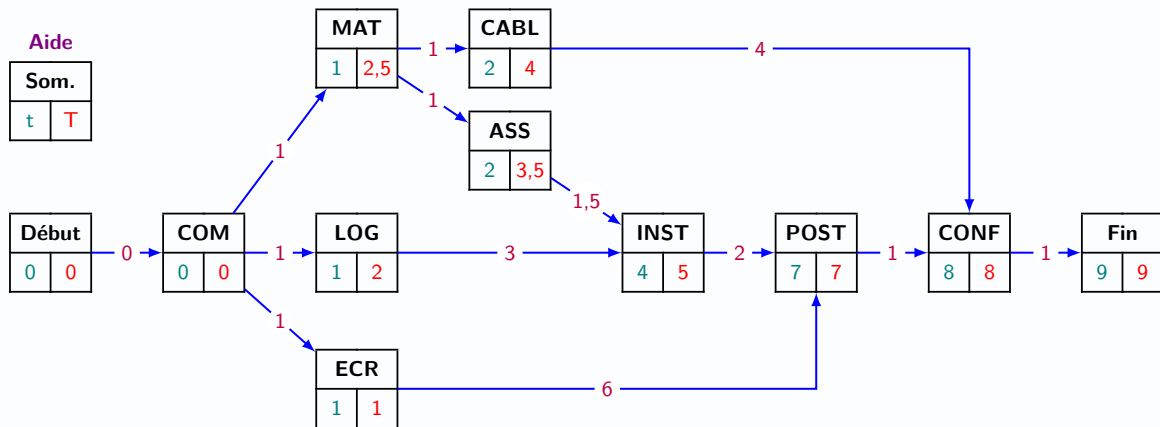 Aide
Som.
t T
MAT
1 2,5
1
CABL
2 4
4
1
ASS
2 3,5
1
1,5
Début
0 0
0
COM
0 0
1
LOG
1 2
3
INST
4 5
2
POST
7 7
1
CONF
8 8
1
Fin
9 9
1
ECR
1 1
6